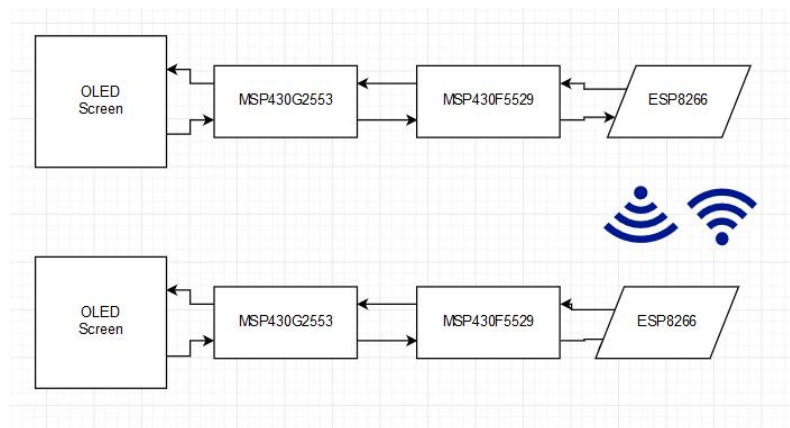 OLED
Screen
MSP430G2553
MSP430F5529
ESP8266
OLED
Screen
MSP430G2553
MSP430F5529
ESP8266